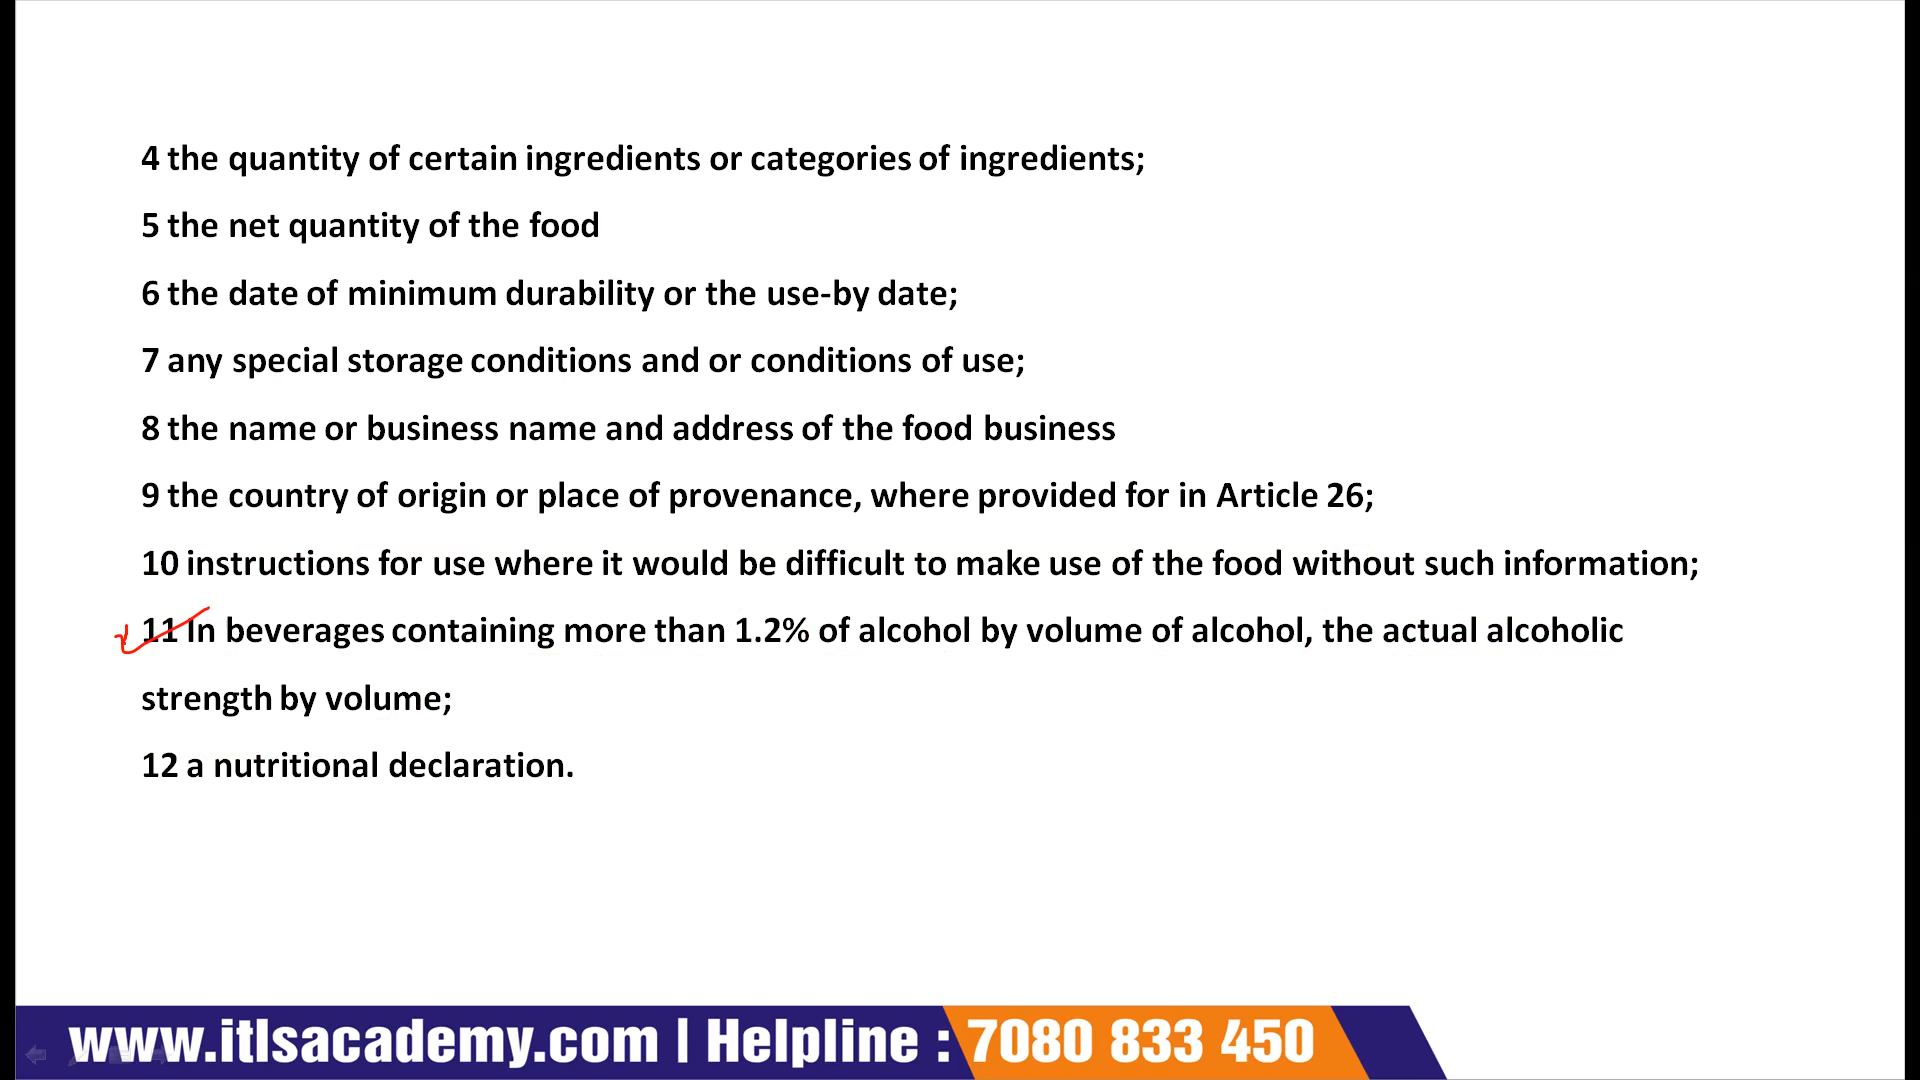 4 the quantity of certain ingredients or categories of ingredients;
5 the net quantity of the food
6 the date of minimum durability or the use-by date;
7 any special storage conditions and or conditions of use;
8 the name or business name and address of the food business
9 the country of origin or place of provenance, where provided for in Article 26;
10 instructions for use where it would be difficult to make use of the food without such information;
11 In beverages containing more than 1.2% of alcohol by volume of alcohol, the actual alcoholic
strength by volume;
12 a nutritional declaration.
www.itlsacademy.com | Helpline : 7080 833 450